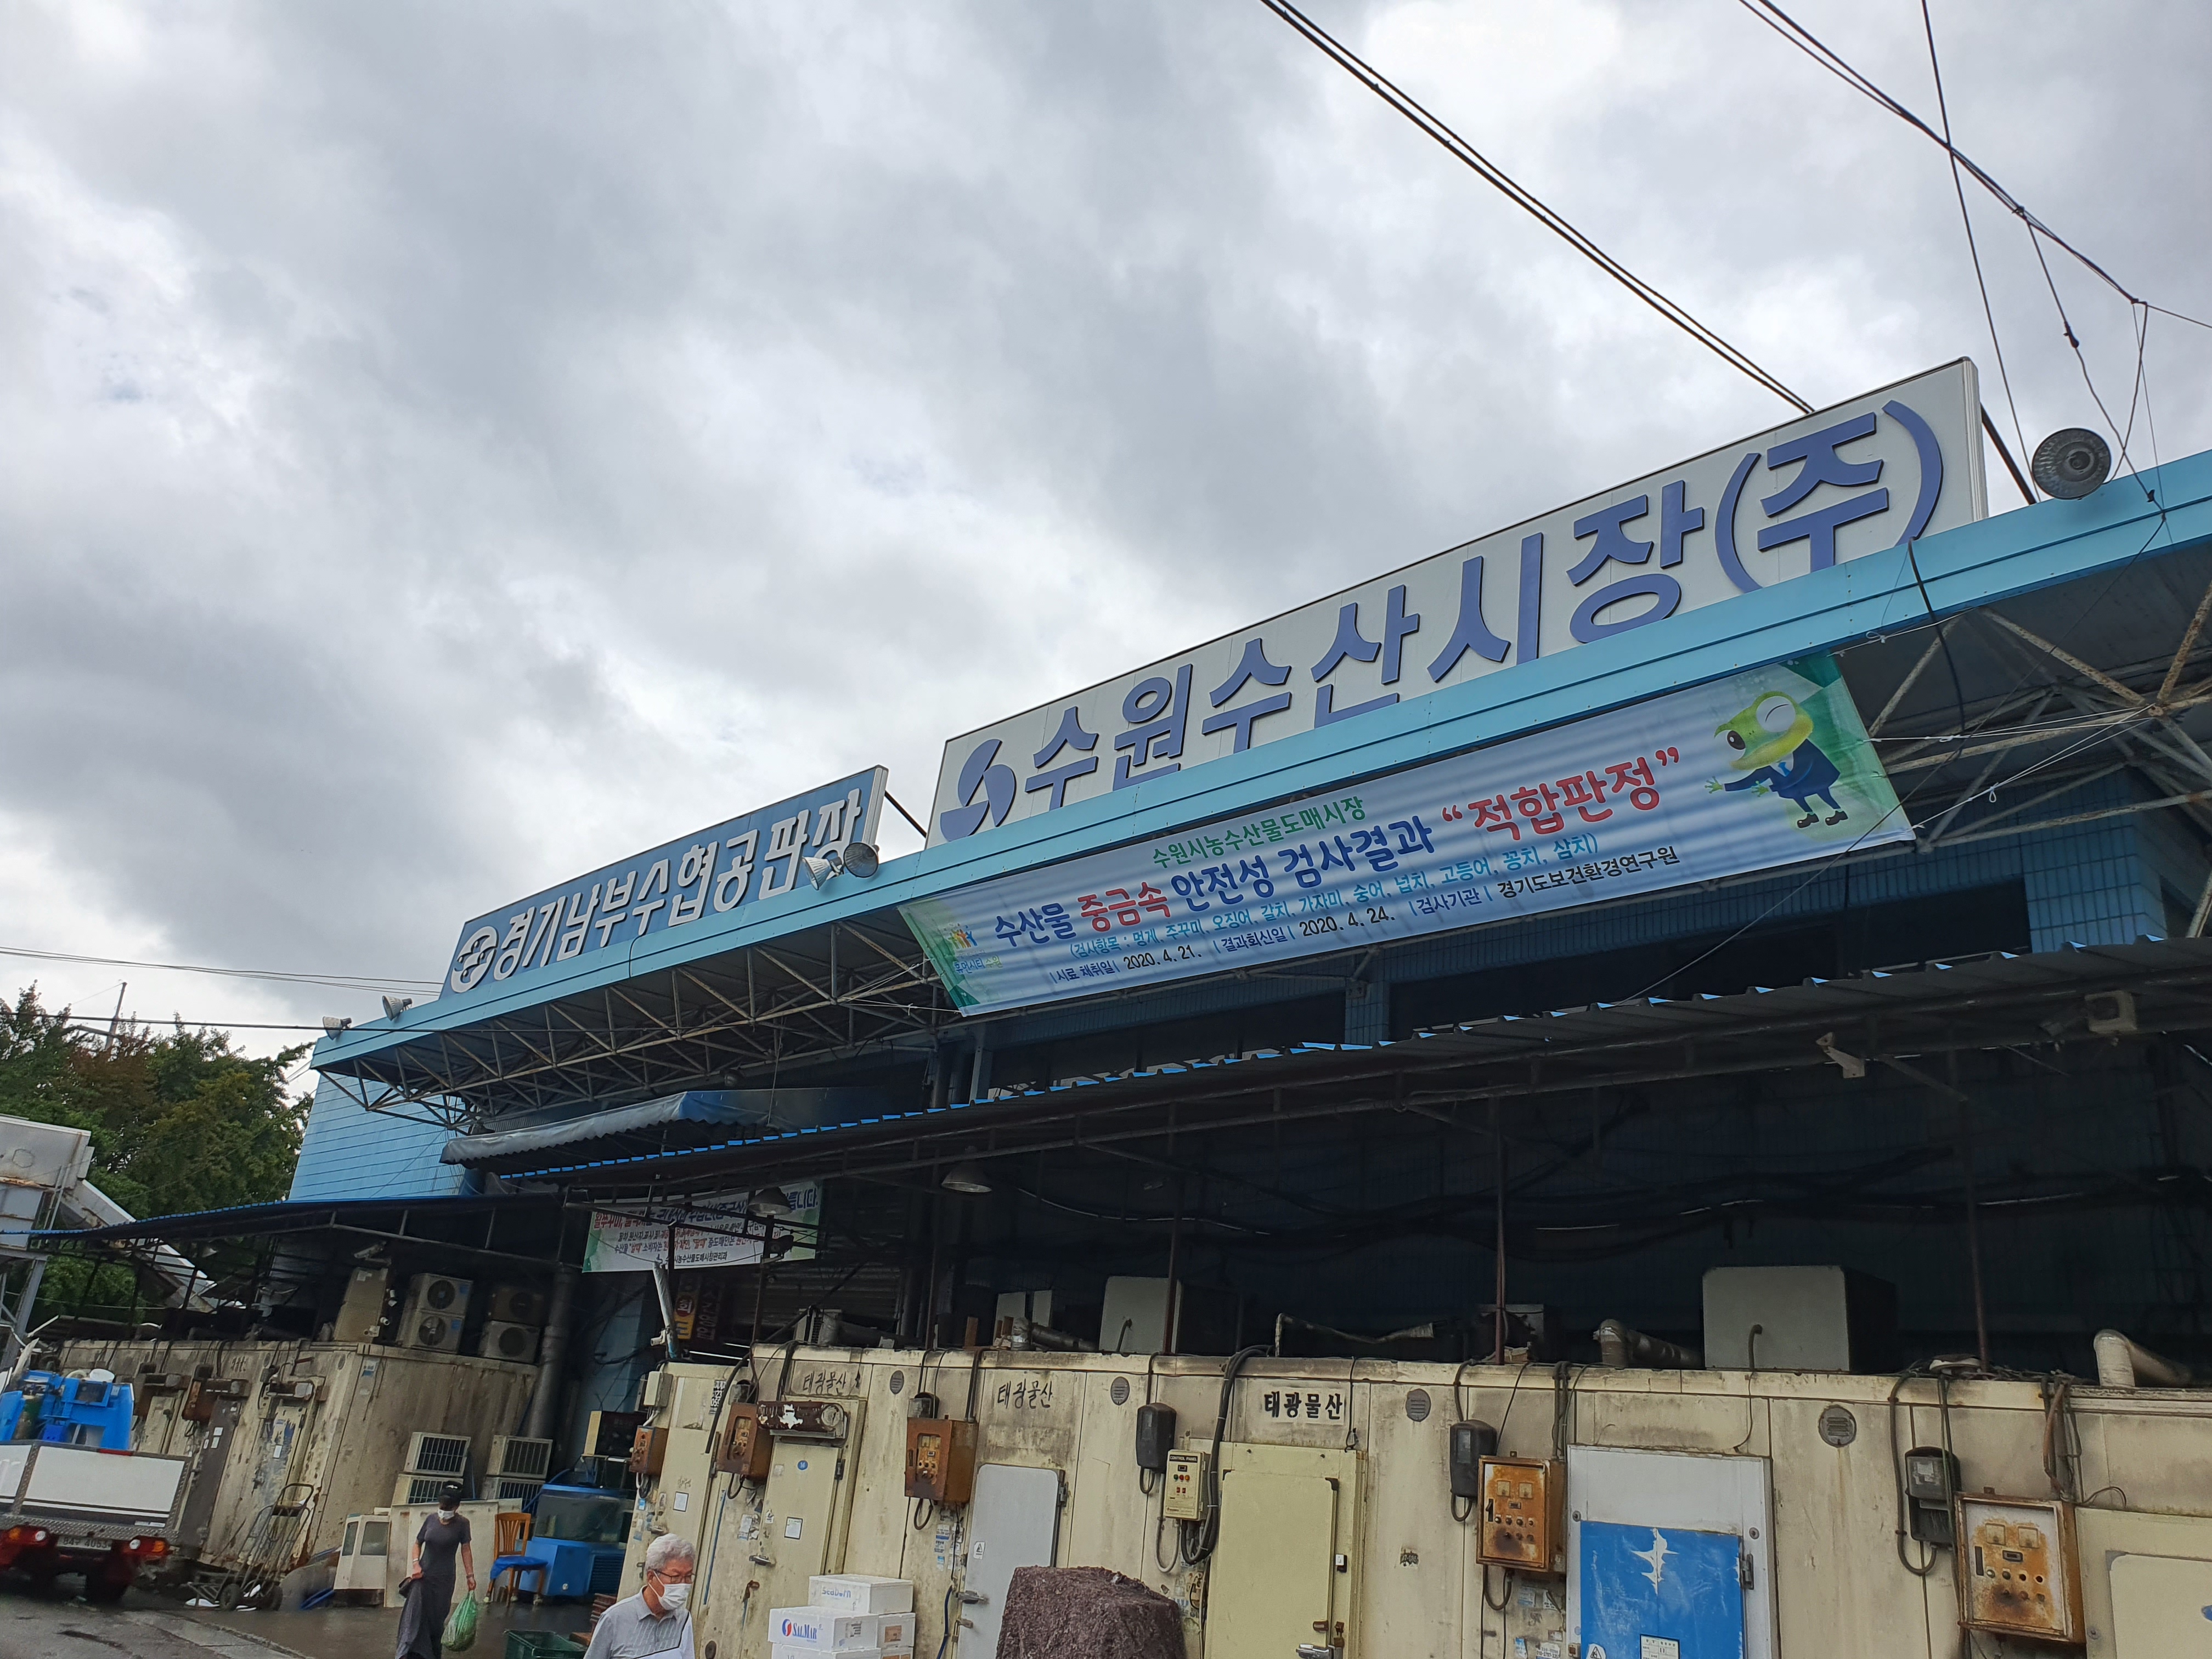 수원수산시장(주)
경기남부수협공판장
수원시농수산물도매시장
수산물 중금속 안전성 검사결과 “적합판정”
(검사항목 : 멍게, 주꾸미, 오징어, 갈치, 가자미, 숭어, 넙치, 고등어, 꽁치, 삼치)
|시료 채취일| 2020. 4. 21. |결과회신일| 2020. 4. 24. |검사기관| 경기도보건환경연구원
태광물산
태광물산
태광물산
CONTROL PANEL
SALMAR